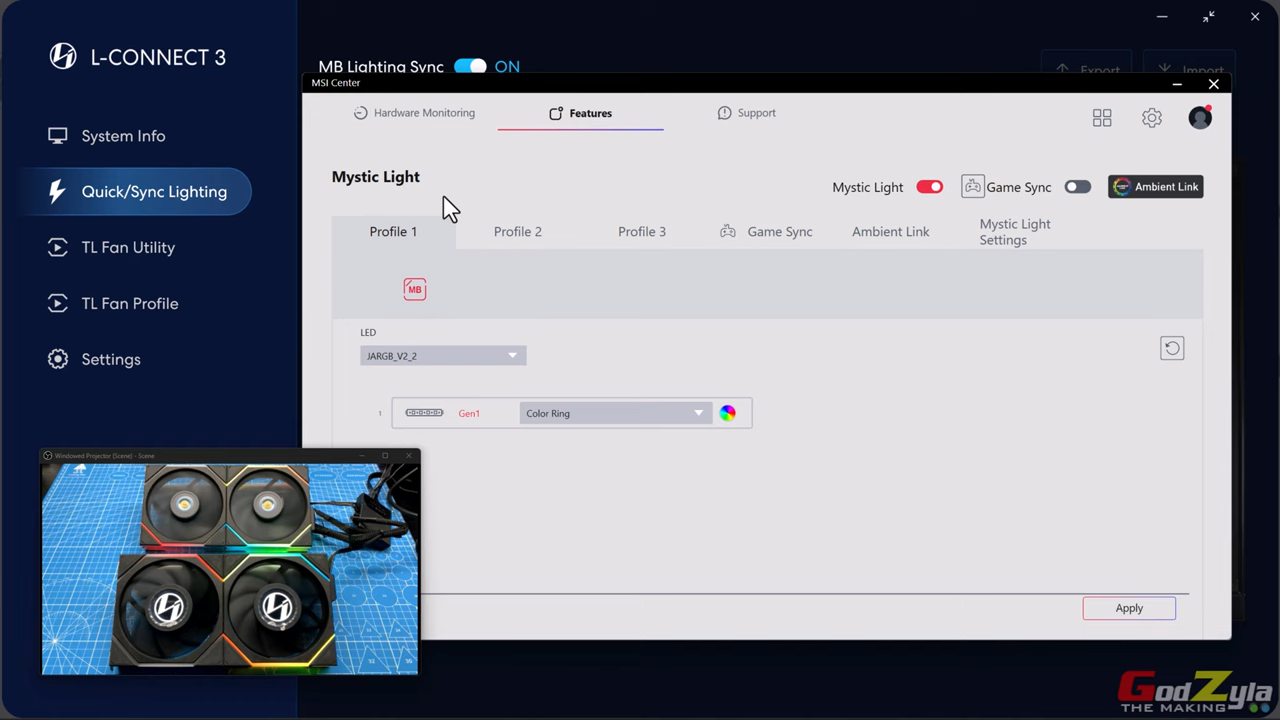 L-CONNECT 3
MB Lighting Sync ON
Export
Import
System Info
Quick/Sync Lighting
TL Fan Utility
TL Fan Profile
Settings
MSI Center
Hardware Monitoring
Features
Support
Mystic Light
Mystic Light
Game Sync
Ambient Link
Profile 1
Profile 2
Profile 3
Game Sync
Ambient Link
Mystic Light
Settings
MB
LED
JARGB_V2_2
1
Gen1
Color Ring
Apply
Windowed Projector (Scene) - Scene
GodZyla
THE MAKING